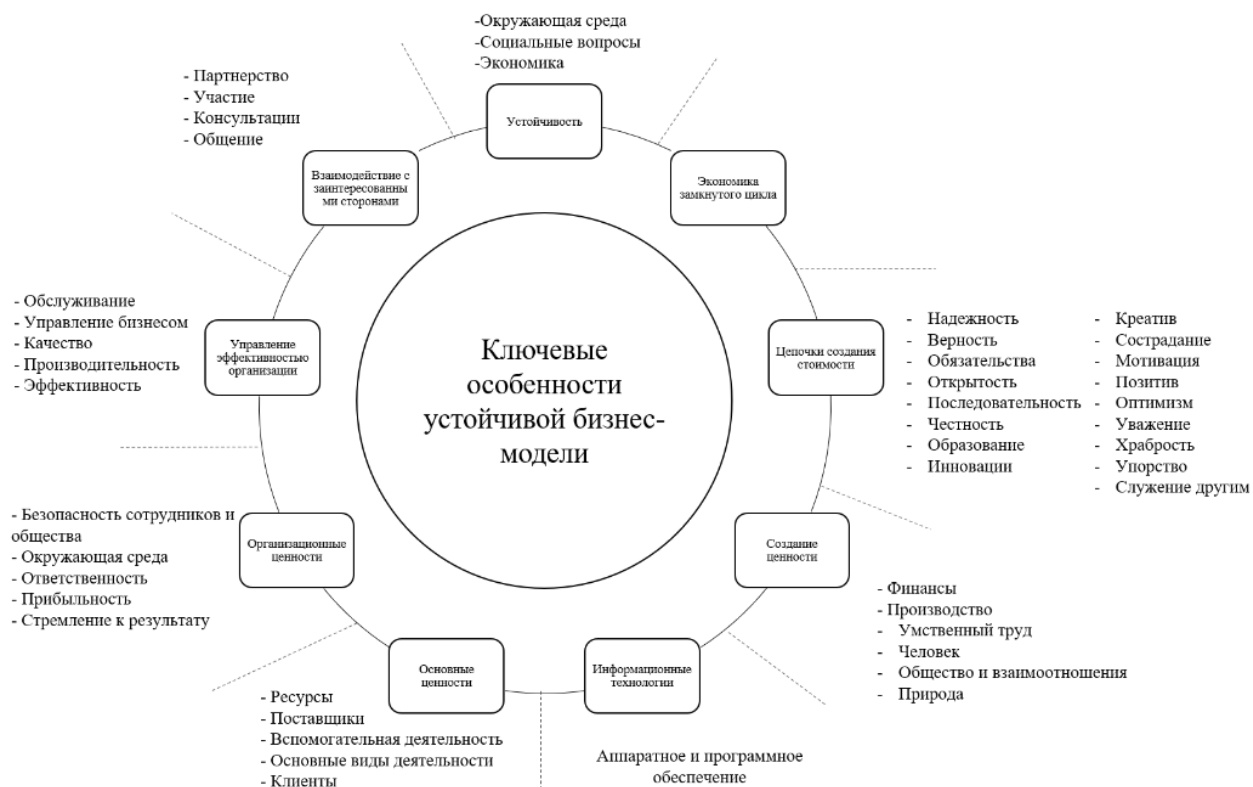 -Окружающая среда
-Социальные вопросы
-Экономика
- Партнерство
- Участие
- Консультации
- Общение
Устойчивость
Взаимодействие с
заинтересованны
ми сторонами
Экономика
замкнутого цикла
- Обслуживание
- Управление бизнесом
- Качество
- Производительность
- Эффективность
Управление
эффективностью
организации
Ключевые
особенности
устойчивой бизнес-
модели
Цепочки создания
стоимости
- Надежность
- Верность
- Обязательства
- Открытость
- Последовательность
- Честность
- Образование
- Инновации
- Креатив
- Сострадание
- Мотивация
- Позитив
- Оптимизм
- Уважение
- Храбрость
- Упорство
- Служение другим
- Безопасность сотрудников и
общества
- Окружающая среда
- Ответственность
- Прибыльность
- Стремление к результату
Организационные
ценности
Создание
ценности
- Финансы
- Производство
- Умственный труд
- Человек
- Общество и взаимоотношения
- Природа
Основные
ценности
Информационные
технологии
- Ресурсы
- Поставщики
- Вспомогательная деятельность
- Основные виды деятельности
- Клиенты
Аппаратное и программное
обеспечение